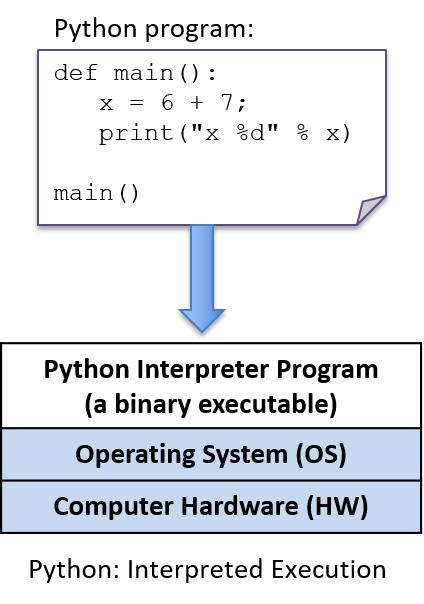 Python program:
def main():
x = 6 + 7;
print("x %d" % x)
main()
Python Interpreter Program
(a binary executable)
Operating System (OS)
Computer Hardware (HW)
Python: Interpreted Execution